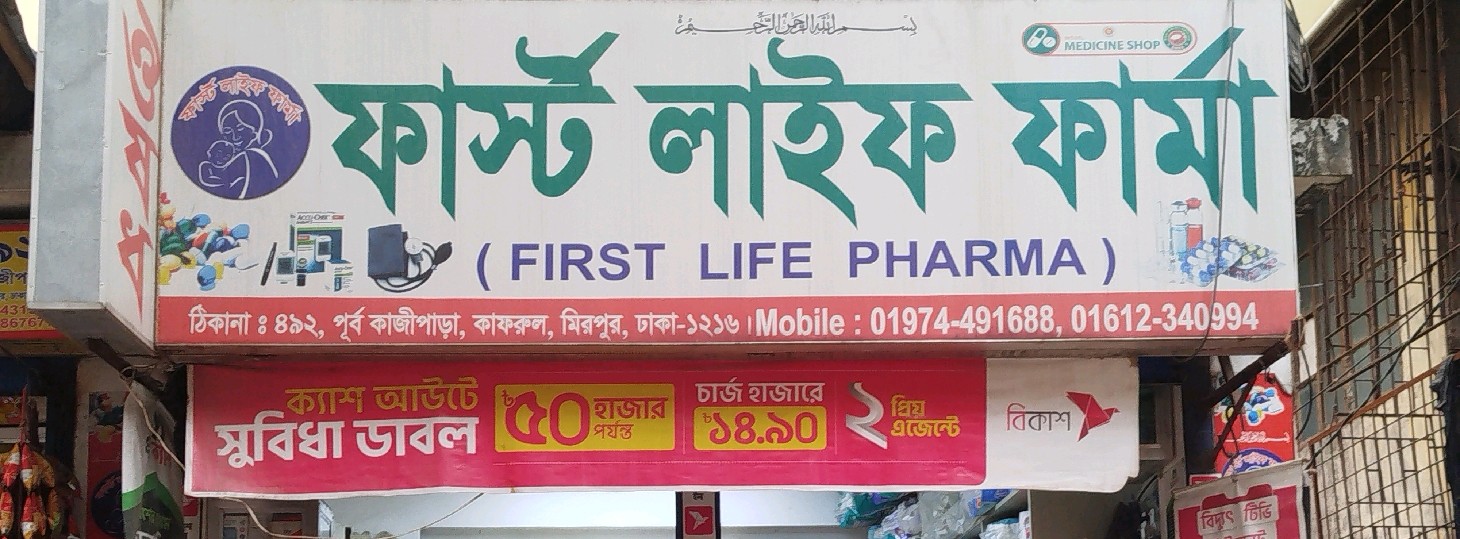 بسم الله الرحمن الرحيم
MEDICINE SHOP
ফার্স্ট লাইফ ফার্মা
ফার্স্ট লাইফ ফার্মা
( FIRST LIFE PHARMA )
ঠিকানা ঃ ৪৯২, পূর্ব কাজীপাড়া, কাফরুল, মিরপুর, ঢাকা-১২১৬। Mobile : 01974-491688, 01612-340994
ক্যাশ আউটে
সুবিধা ডাবল
৳৫০ হাজার পর্যন্ত
চার্জ হাজারে
৳১৪.৯০
২ প্রিয় এজেন্টে
বিকাশ
বিদ্যুৎ টিভি